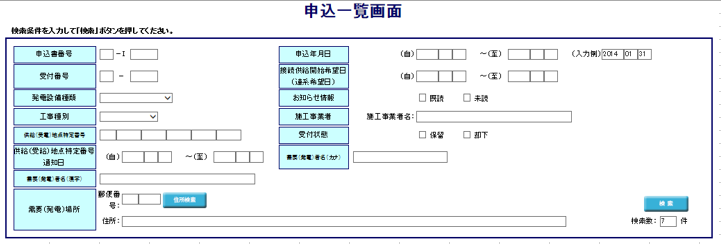 申込一覧画面
検索条件を入力して「検索」ボタンを押してください。
申込書番号 -I
申込年月日 (自) ～(至) (入力例) 2014 01 31
受付番号 -
接続供給開始希望日
(連系希望日) (自) ～(至)
発電設備種類
お知らせ情報 既読 未読
工事種別
施工事業者 施工事業者名:
供給(受電)地点特定番号
受付状態 保留 却下
供給(受給)地点特定番号
通知日 (自) ～(至)
需要(発電)者名(カナ)
需要(発電)者名(漢字)
需要(発電)場所
郵便番
号:
住所検索
住所:
検索
検索数: 7 件